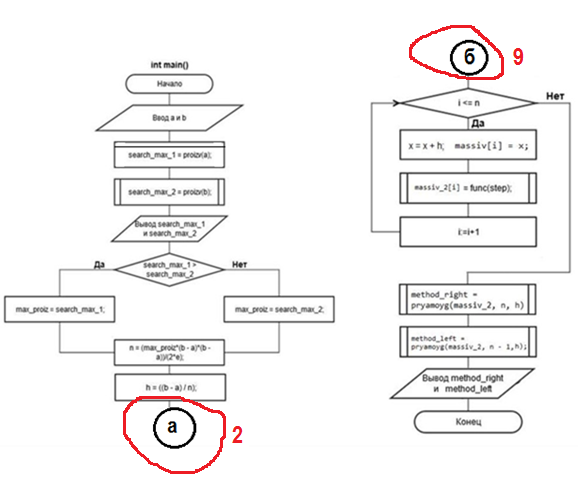 int main()
Начало
Ввод a и b
search_max_1 = proizv(a);
search_max_2 = proizv(b);
Вывод search_max_1
и search_max_2
Да
search_max_1 >
search_max_2
Нет
max_proiz = search_max_1;
max_proiz = search_max_2;
n = (max_proiz*(b - a)*(b -
a))/(2*e);
h = ((b - a) / n);
а
2
б
9
i <= n
Нет
Да
x = x + h; massiv[i] = x;
massiv_2[i] = func(step);
i:=i+1
method_right =
pryamoyg(massiv_2, n, h)
method_left =
pryamoyg(massiv_2, n - 1,h);
Вывод method_right
и method_left
Конец